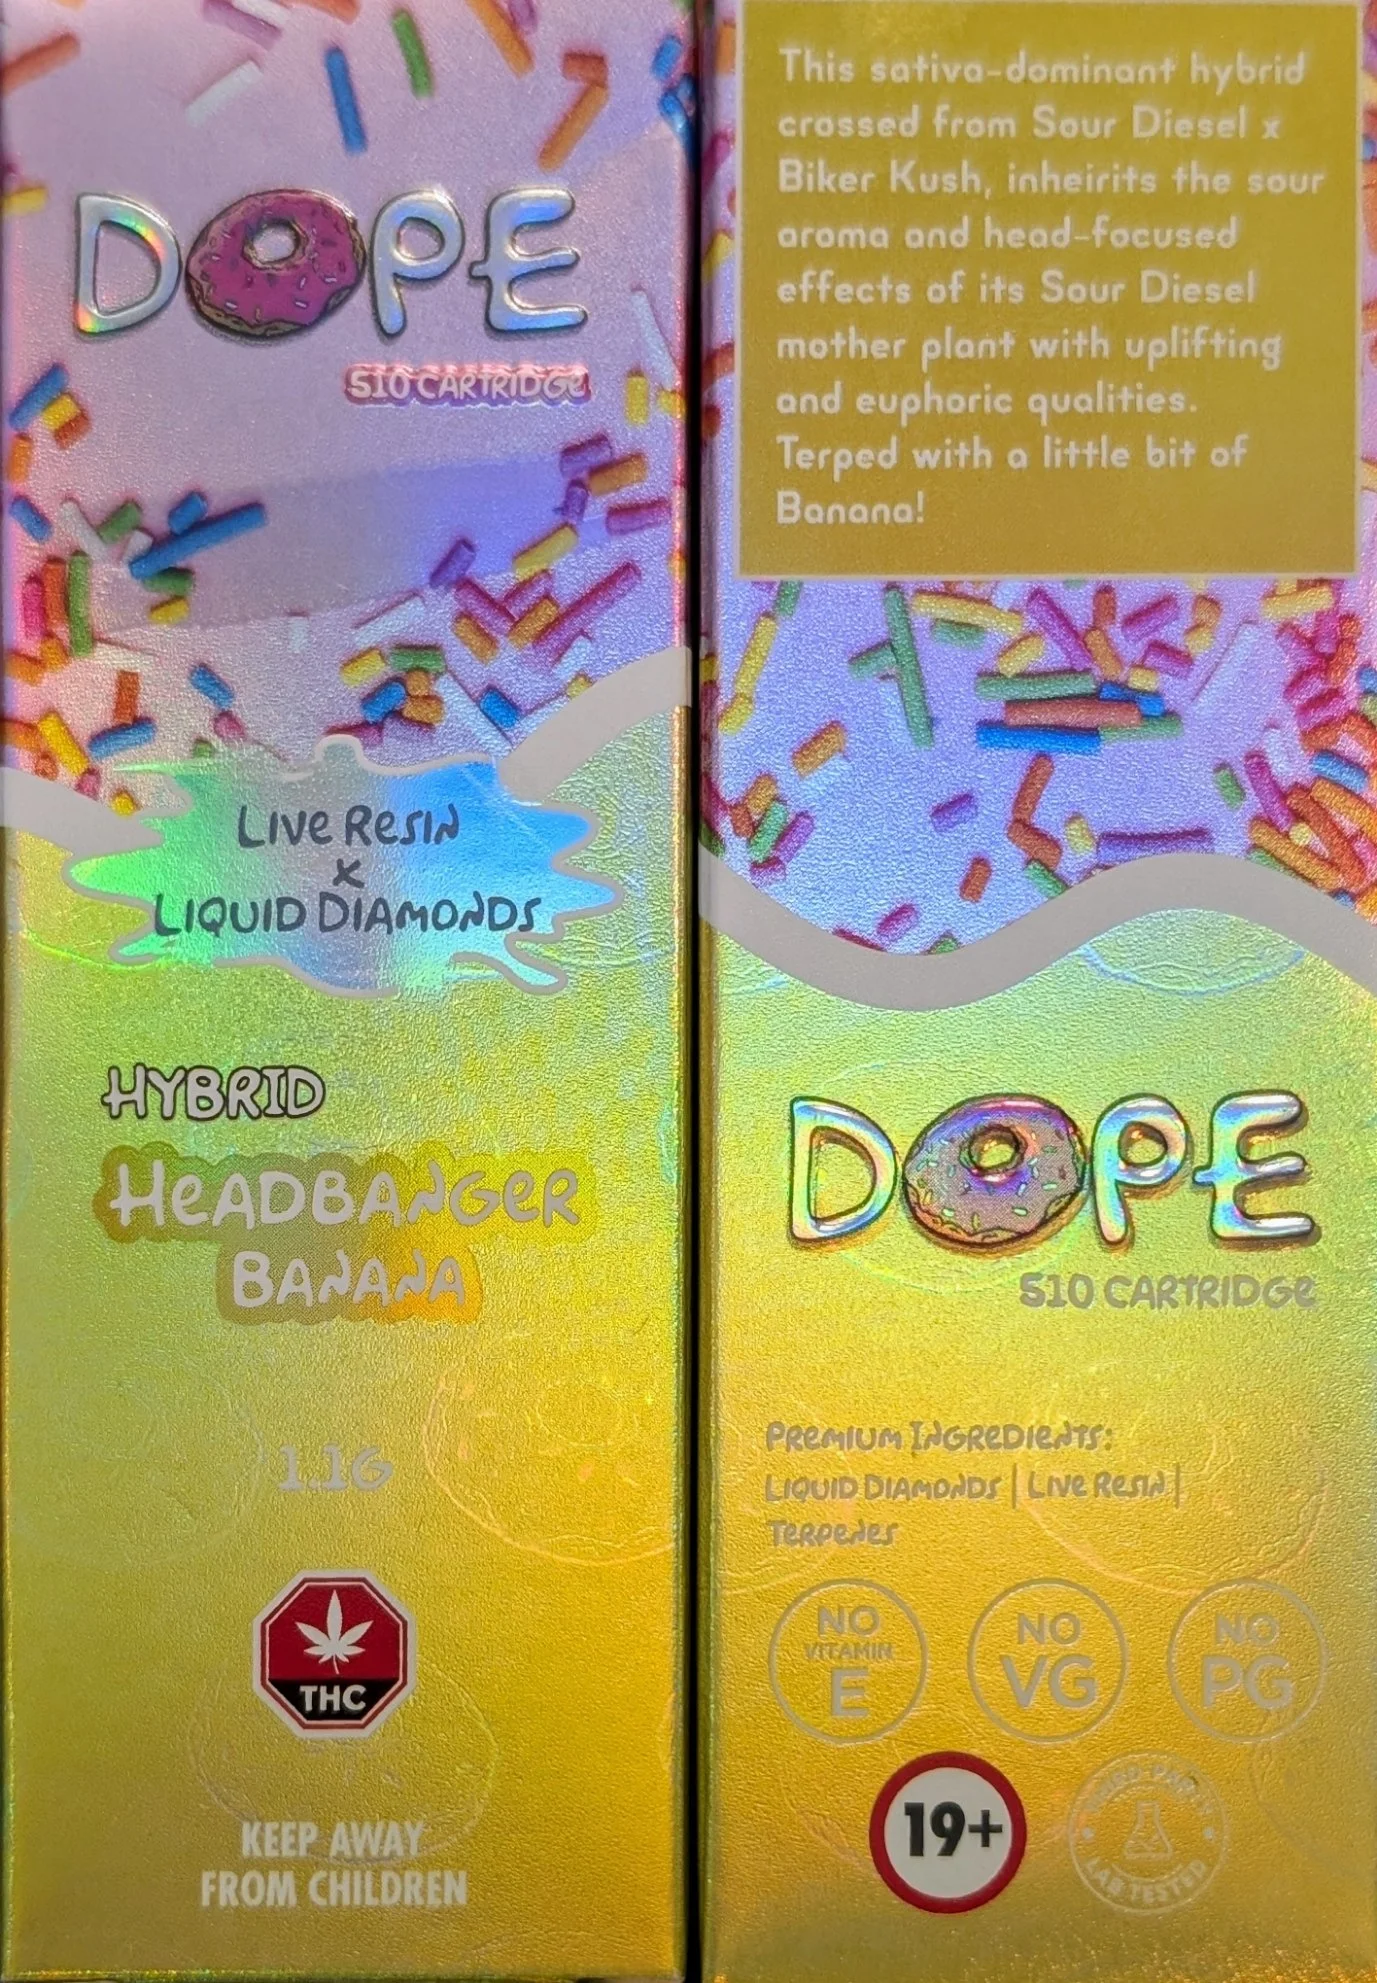 DOPE
510 CARTRIDGE
LIVE RESIN
X
LIQUID DIAMONDS
HYBRID
HEADBANGER
BANANA
1.1G
THC
KEEP AWAY
FROM CHILDREN
This sativa-dominant hybrid
crossed from Sour Diesel x
Biker Kush, inheirits the sour
aroma and head-focused
effects of its Sour Diesel
mother plant with uplifting
and euphoric qualities.
Terped with a little bit of
Banana!
DOPE
510 CARTRIDGE
PREMIUM INGREDIENTS:
LIQUID DIAMONDS | LIVE RESIN |
TERPENES
NO
VITAMIN
E
NO
VG
NO
PG
19+
THIRD PARTY
LAB TESTED